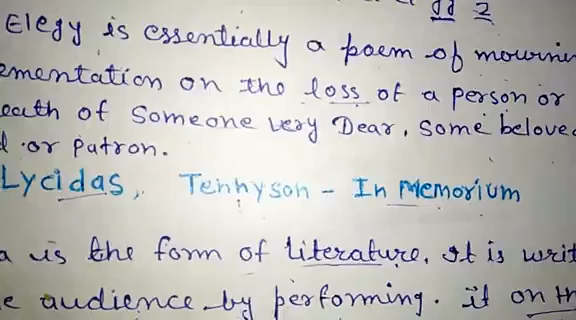 Elegy is essentially a poem of
ementation on the loss of a person or
eath of Someone very Dear, some belove
or patron.
Lycidas, Tennyson - In Memorium
a is the form of literature. It is writ
e audience by performing. it on th